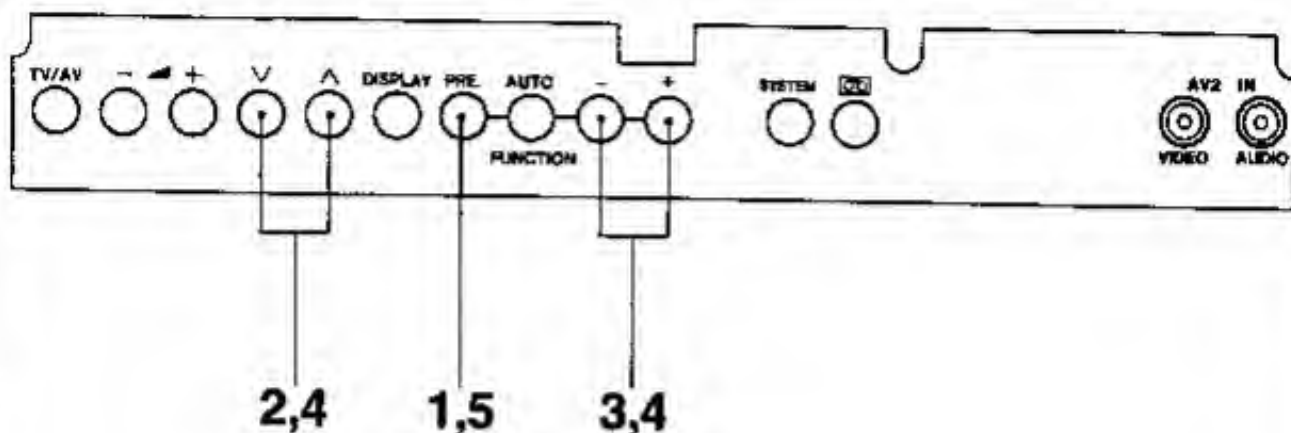 TV/AV - + ∨ ∧ DISPLAY PRE. AUTO - + SYSTEM AV2 IN
FUNCTION VIDEO AUDIO
2,4 1,5 3,4